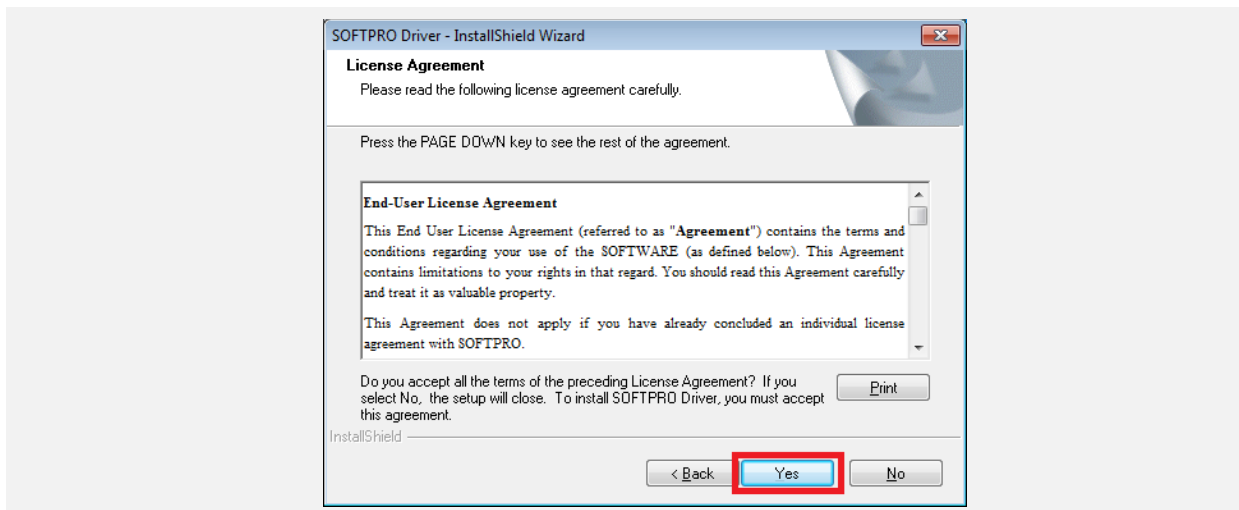 SOFTPRO Driver - InstallShield Wizard
License Agreement
Please read the following license agreement carefully.
Press the PAGE DOWN key to see the rest of the agreement.
End-User License Agreement
This End User License Agreement (referred to as "Agreement") contains the terms and
conditions regarding your use of the SOFTWARE (as defined below). This Agreement
contains limitations to your rights in that regard. You should read this Agreement carefully
and treat it as valuable property.
This Agreement does not apply if you have already concluded an individual license
agreement with SOFTPRO.
Do you accept all the terms of the preceding License Agreement? If you
select No, the setup will close. To install SOFTPRO Driver, you must accept
this agreement.
Print
InstallShield
< Back
Yes
No